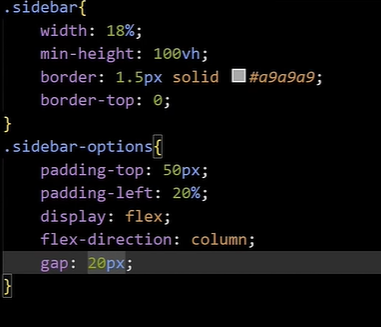 .sidebar{
    width: 18%;
    min-height: 100vh;
    border: 1.5px solid #a9a9a9;
    border-top: 0;
}
.sidebar-options{
    padding-top: 50px;
    padding-left: 20%;
    display: flex;
    flex-direction: column;
    gap: 20px;
}